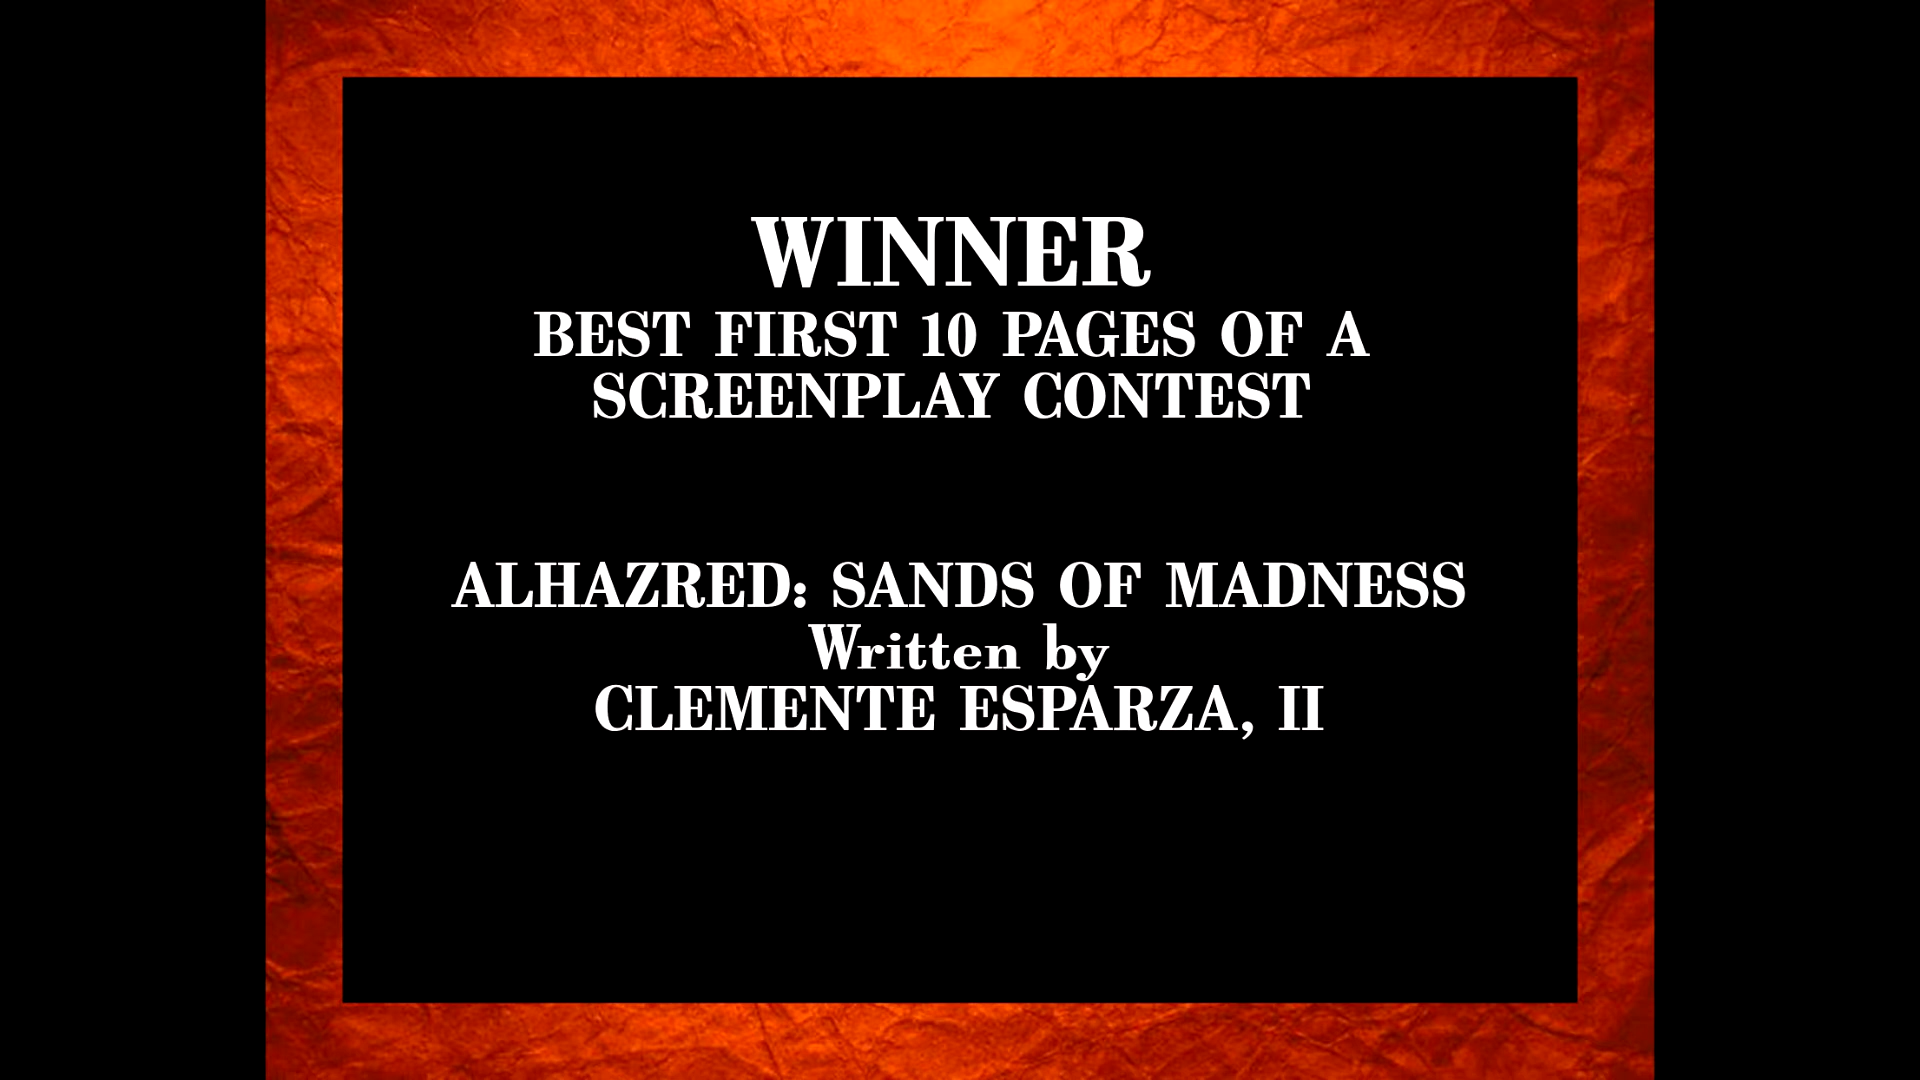 WINNER
BEST FIRST 10 PAGES OF A
SCREENPLAY CONTEST
ALHAZRED: SANDS OF MADNESS
Written by
CLEMENTE ESPARZA, II